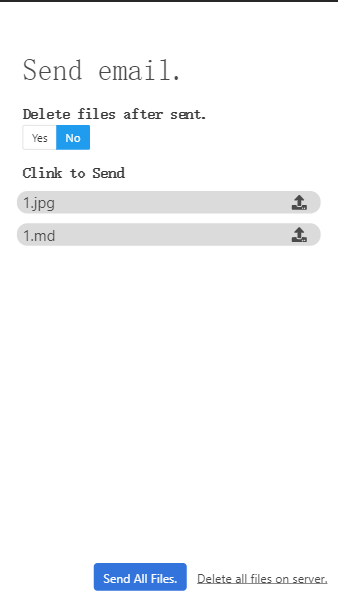 Send email.
Delete files after sent.
Yes No
Clink to Send
1.jpg
1.md
Send All Files. Delete all files on server.